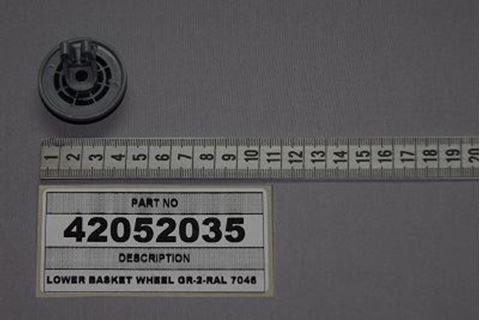 1 2 3 4 5 6 7 8 9 10 11 12 13 14 15 16 17 18 19 20
PART NO
42052035
DESCRIPTION
LOWER BASKET WHEEL GR-2-RAL 7046